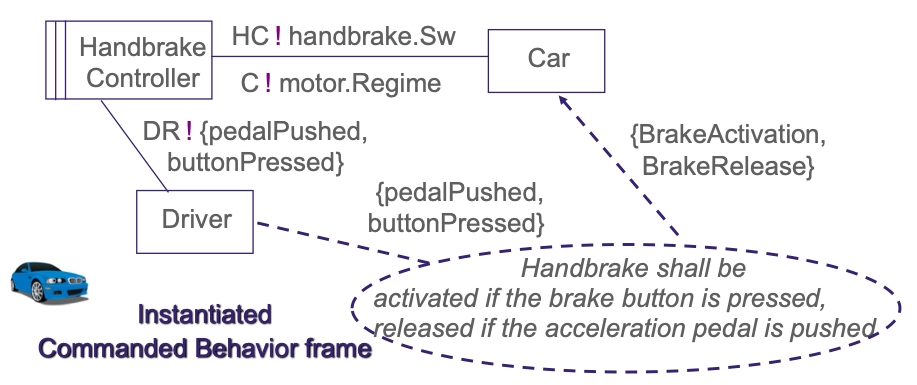 Handbrake
Controller
HC ! handbrake.Sw
C ! motor.Regime
Car
DR ! {pedalPushed,
buttonPressed}
{BrakeActivation,
BrakeRelease}
{pedalPushed,
buttonPressed}
Driver
Handbrake shall be
activated if the brake button is pressed,
released if the acceleration pedal is pushed
Instantiated
Commanded Behavior frame